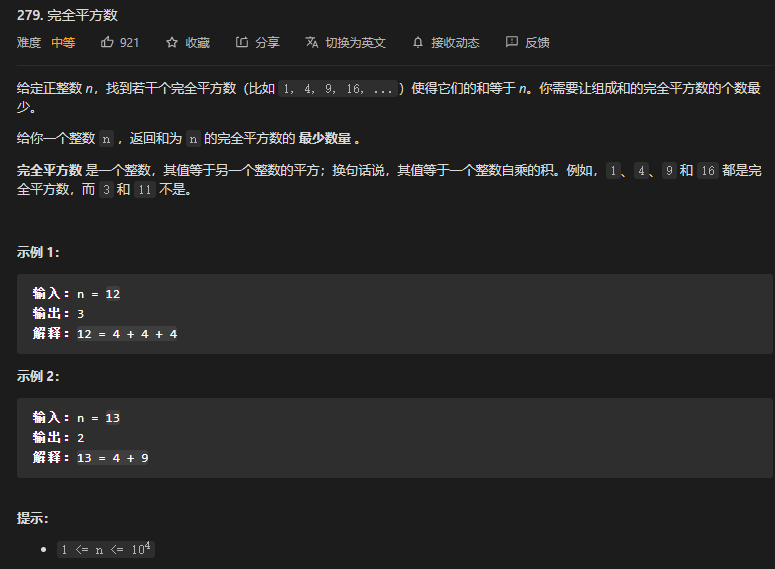 279. 完全平方数
难度 中等 921 收藏 分享 切换为英文 接收动态 反馈
给定正整数 n，找到若干个完全平方数（比如 1, 4, 9, 16, ...）使得它们的和等于 n。你需要让组成和的完全平方数的个数最
少。
给你一个整数 n ，返回和为 n 的完全平方数的 最少数量 。
完全平方数 是一个整数，其值等于另一个整数的平方；换句话说，其值等于一个整数自乘的积。例如，1、4、9 和 16 都是完
全平方数，而 3 和 11 不是。
示例 1：
输入：n = 12
输出：3
解释：12 = 4 + 4 + 4
示例 2：
输入：n = 13
输出：2
解释：13 = 4 + 9
提示：
• 1 <= n <= 10⁴